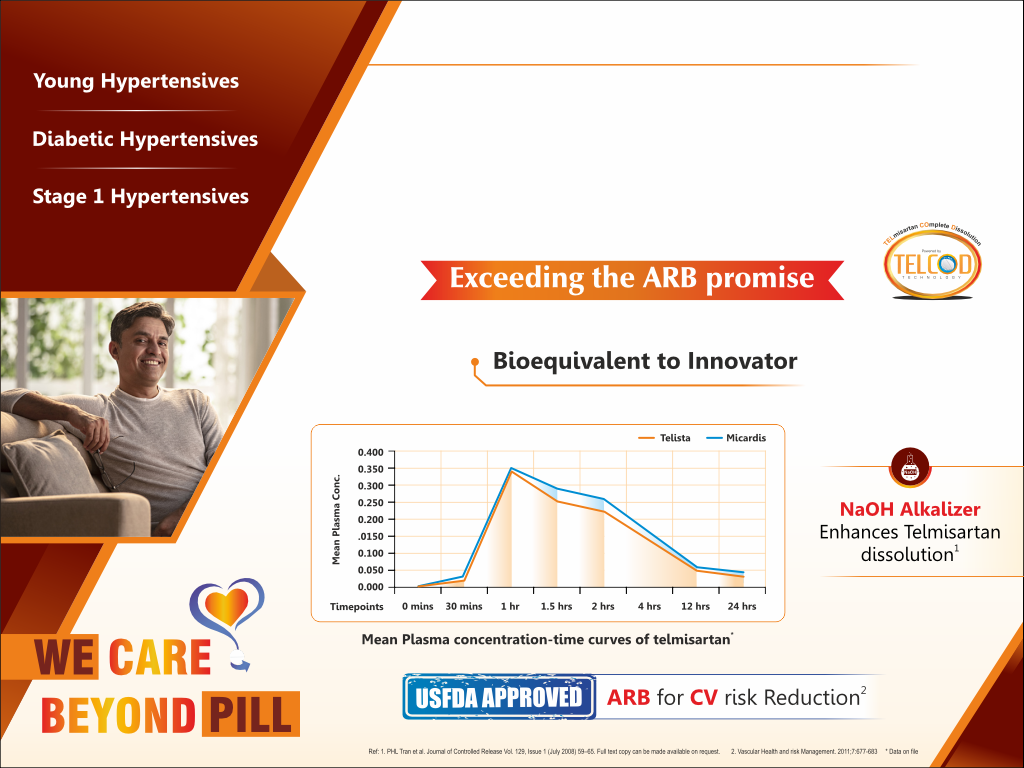 Young Hypertensives
Diabetic Hypertensives
Stage 1 Hypertensives
TELmisartan COmplete Dissolution
Powered by
TELCOD
TECHNOLOGY
Exceeding the ARB promise
Bioequivalent to Innovator
Telista Micardis
Mean Plasma Conc.
0.400
0.350
0.300
0.250
0.200
0.150
0.100
0.050
0.000
Timepoints 0 mins 30 mins 1 hr 1.5 hrs 2 hrs 4 hrs 12 hrs 24 hrs
Mean Plasma concentration-time curves of telmisartan*
NaOH
NaOH Alkalizer
Enhances Telmisartan
dissolution1
WE CARE
BEYOND PILL
USFDA APPROVED
ARB for CV risk Reduction2
Ref: 1. PHL Tran et al. Journal of Controlled Release Vol. 129, Issue 1 (July 2008) 59–65. Full text copy can be made available on request. 2. Vascular Health and risk Management. 2011;7:677-683 * Data on file